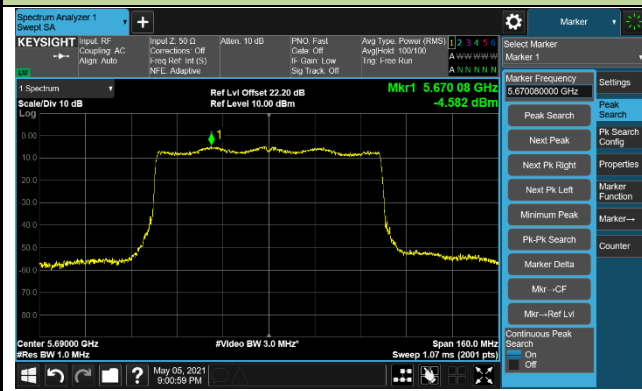 Spectrum Analyzer 1
Swept SA
Marker
KEYSIGHT
Input: RF
Coupling: AC
Align: Auto
Input Z: 50 Ω
Corrections: Off
Freq Ref: Int (S)
NFE: Adaptive
Atten: 10 dB
PNO: Fast
Gate: Off
IF Gain: Low
Sig Track: Off
Avg Type: Power (RMS)
Avg|Hold: 100/100
Trig: Free Run
1 2 3 4 5 6
A W W W W W
A N N N N N
LXI
Select Marker
Marker 1
1 Spectrum
Scale/Div 10 dB
Log
Ref Lvl Offset 22.20 dB
Ref Level 10.00 dBm
Mkr1 5.670 08 GHz
-4.582 dBm
1
0.00
-10.0
-20.0
-30.0
-40.0
-50.0
-60.0
-70.0
-80.0
Center 5.69000 GHz
#Res BW 1.0 MHz
#Video BW 3.0 MHz*
Span 160.0 MHz
Sweep 1.07 ms (2001 pts)
Marker Frequency
5.670080000 GHz
Peak Search
Next Peak
Next Pk Right
Next Pk Left
Minimum Peak
Pk-Pk Search
Marker Delta
Mkr→CF
Mkr→Ref Lvl
Continuous Peak
Search
On
Off
Settings
Peak
Search
Pk Search
Config
Properties
Marker
Function
Marker→
Counter
?
May 05, 2021
9:00:59 PM